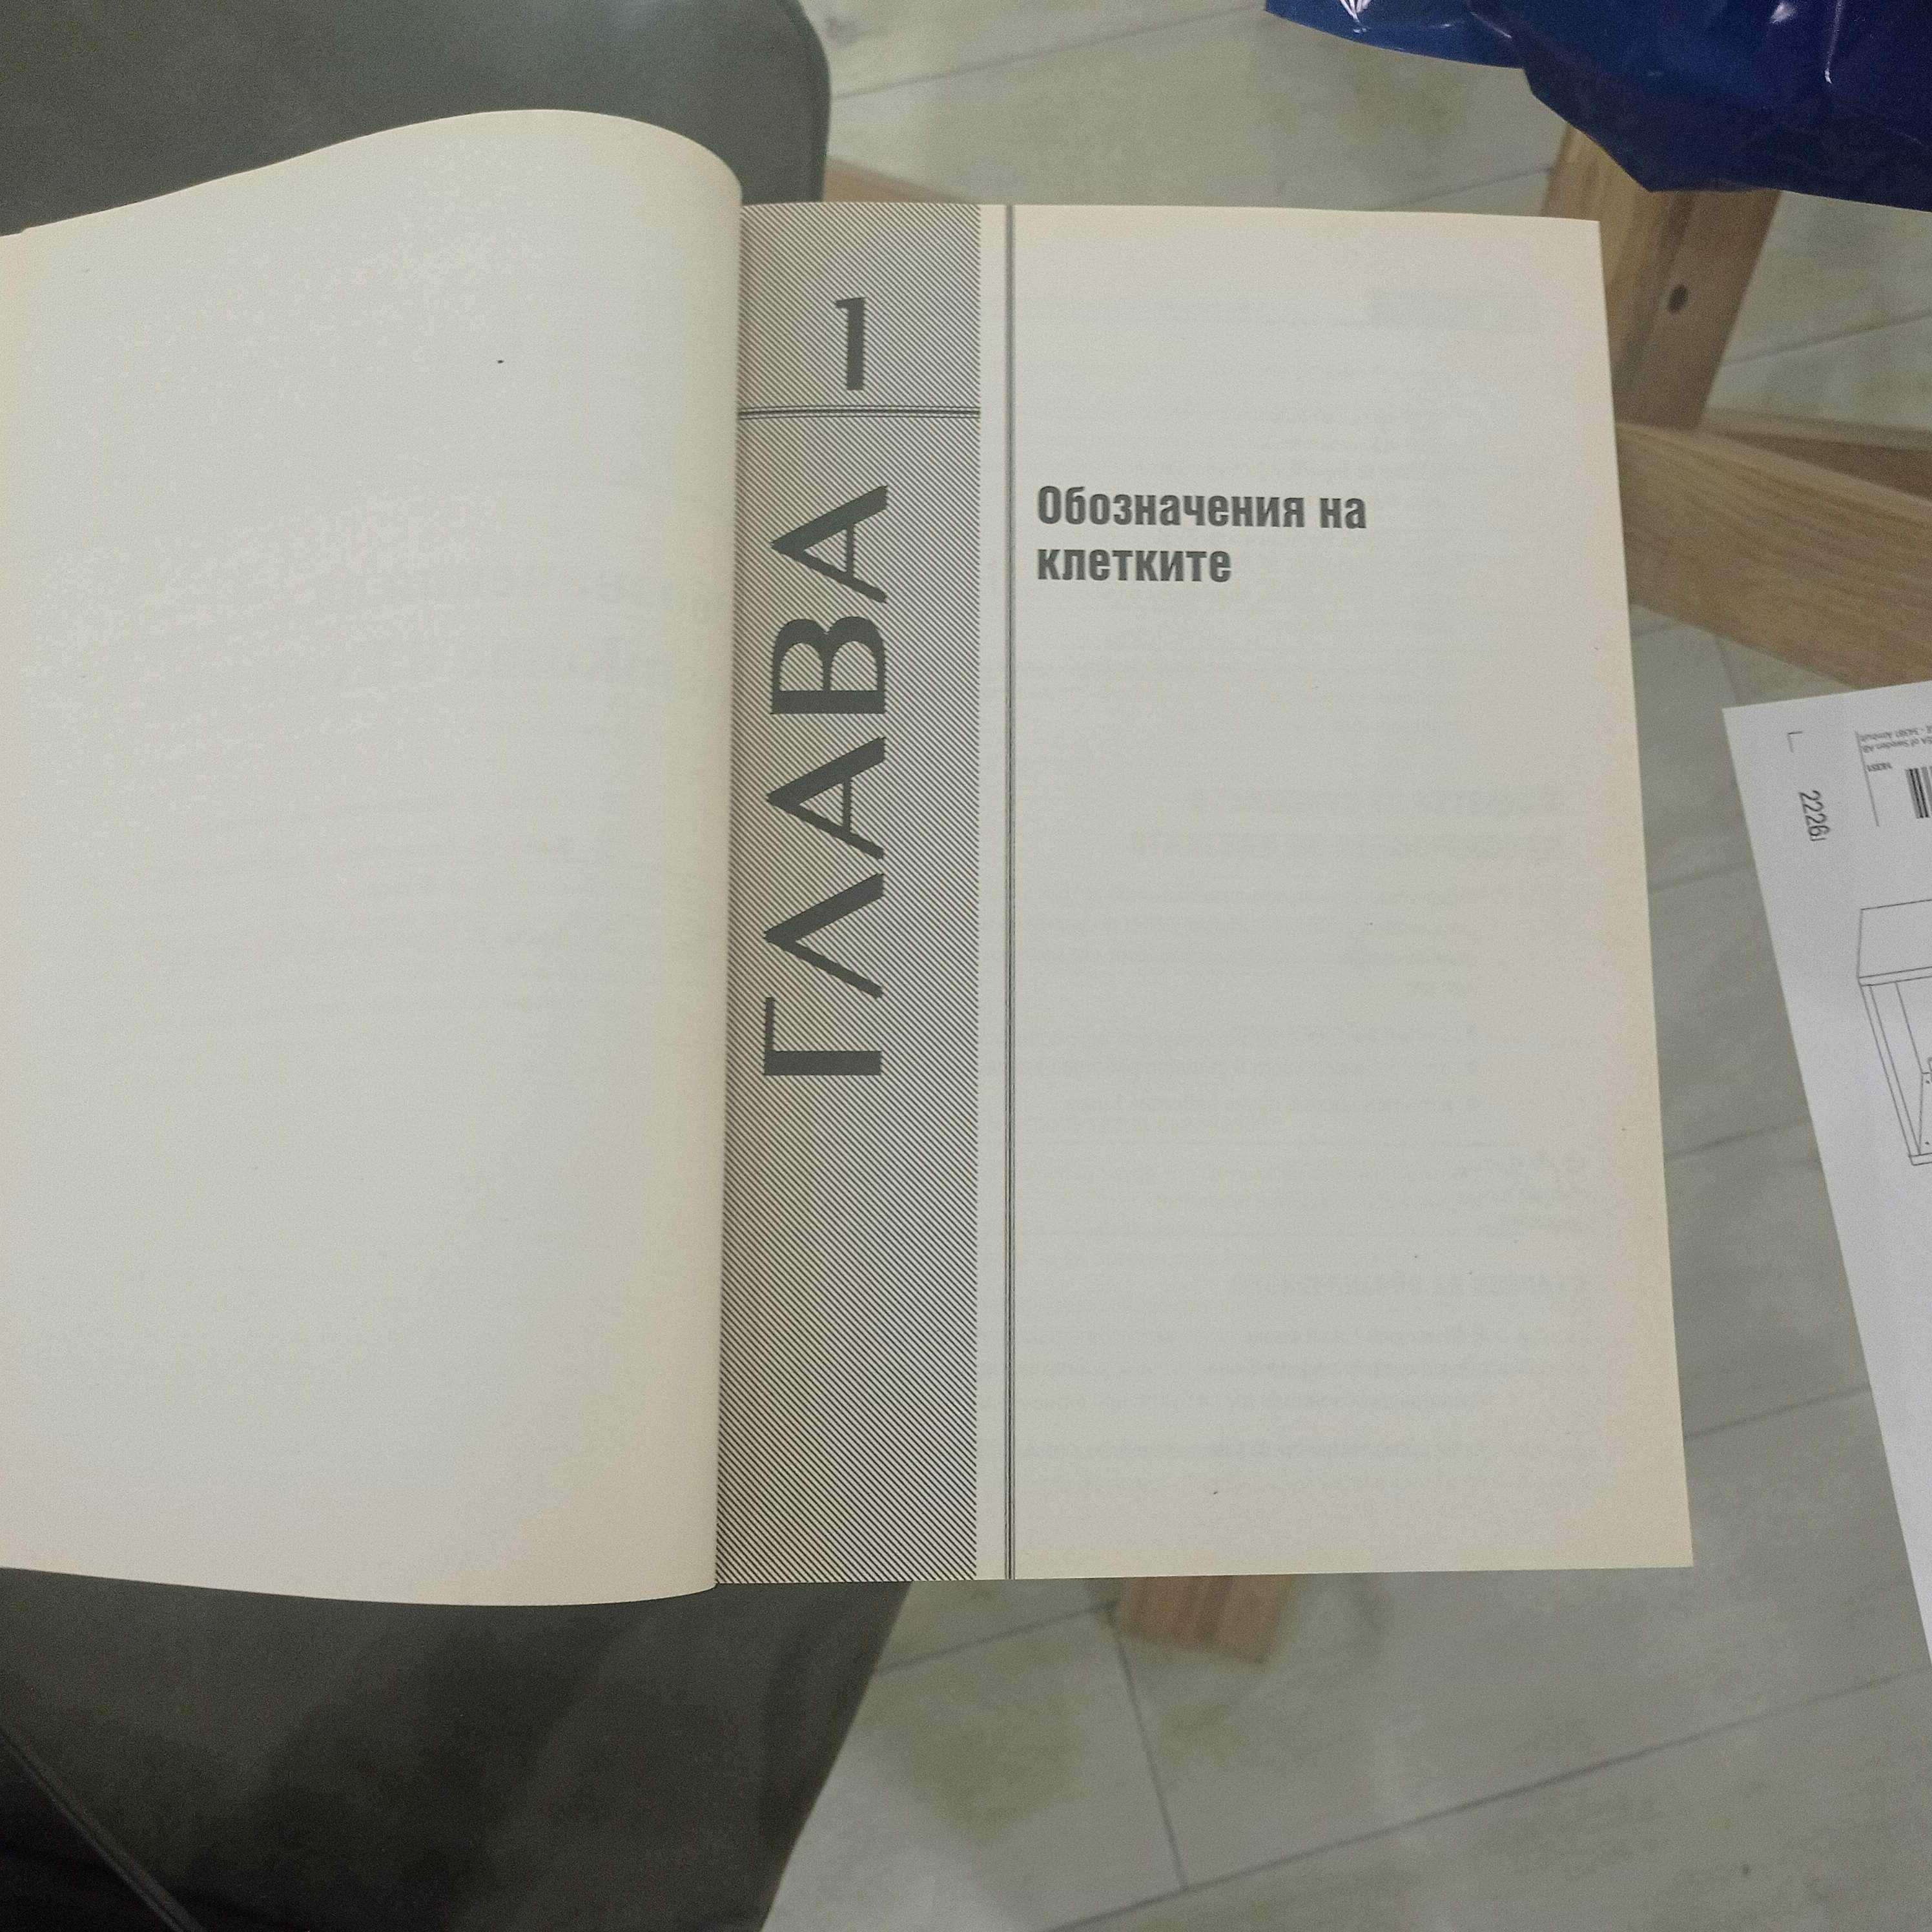 1
ГЛАВА
Обозначения на
клетките